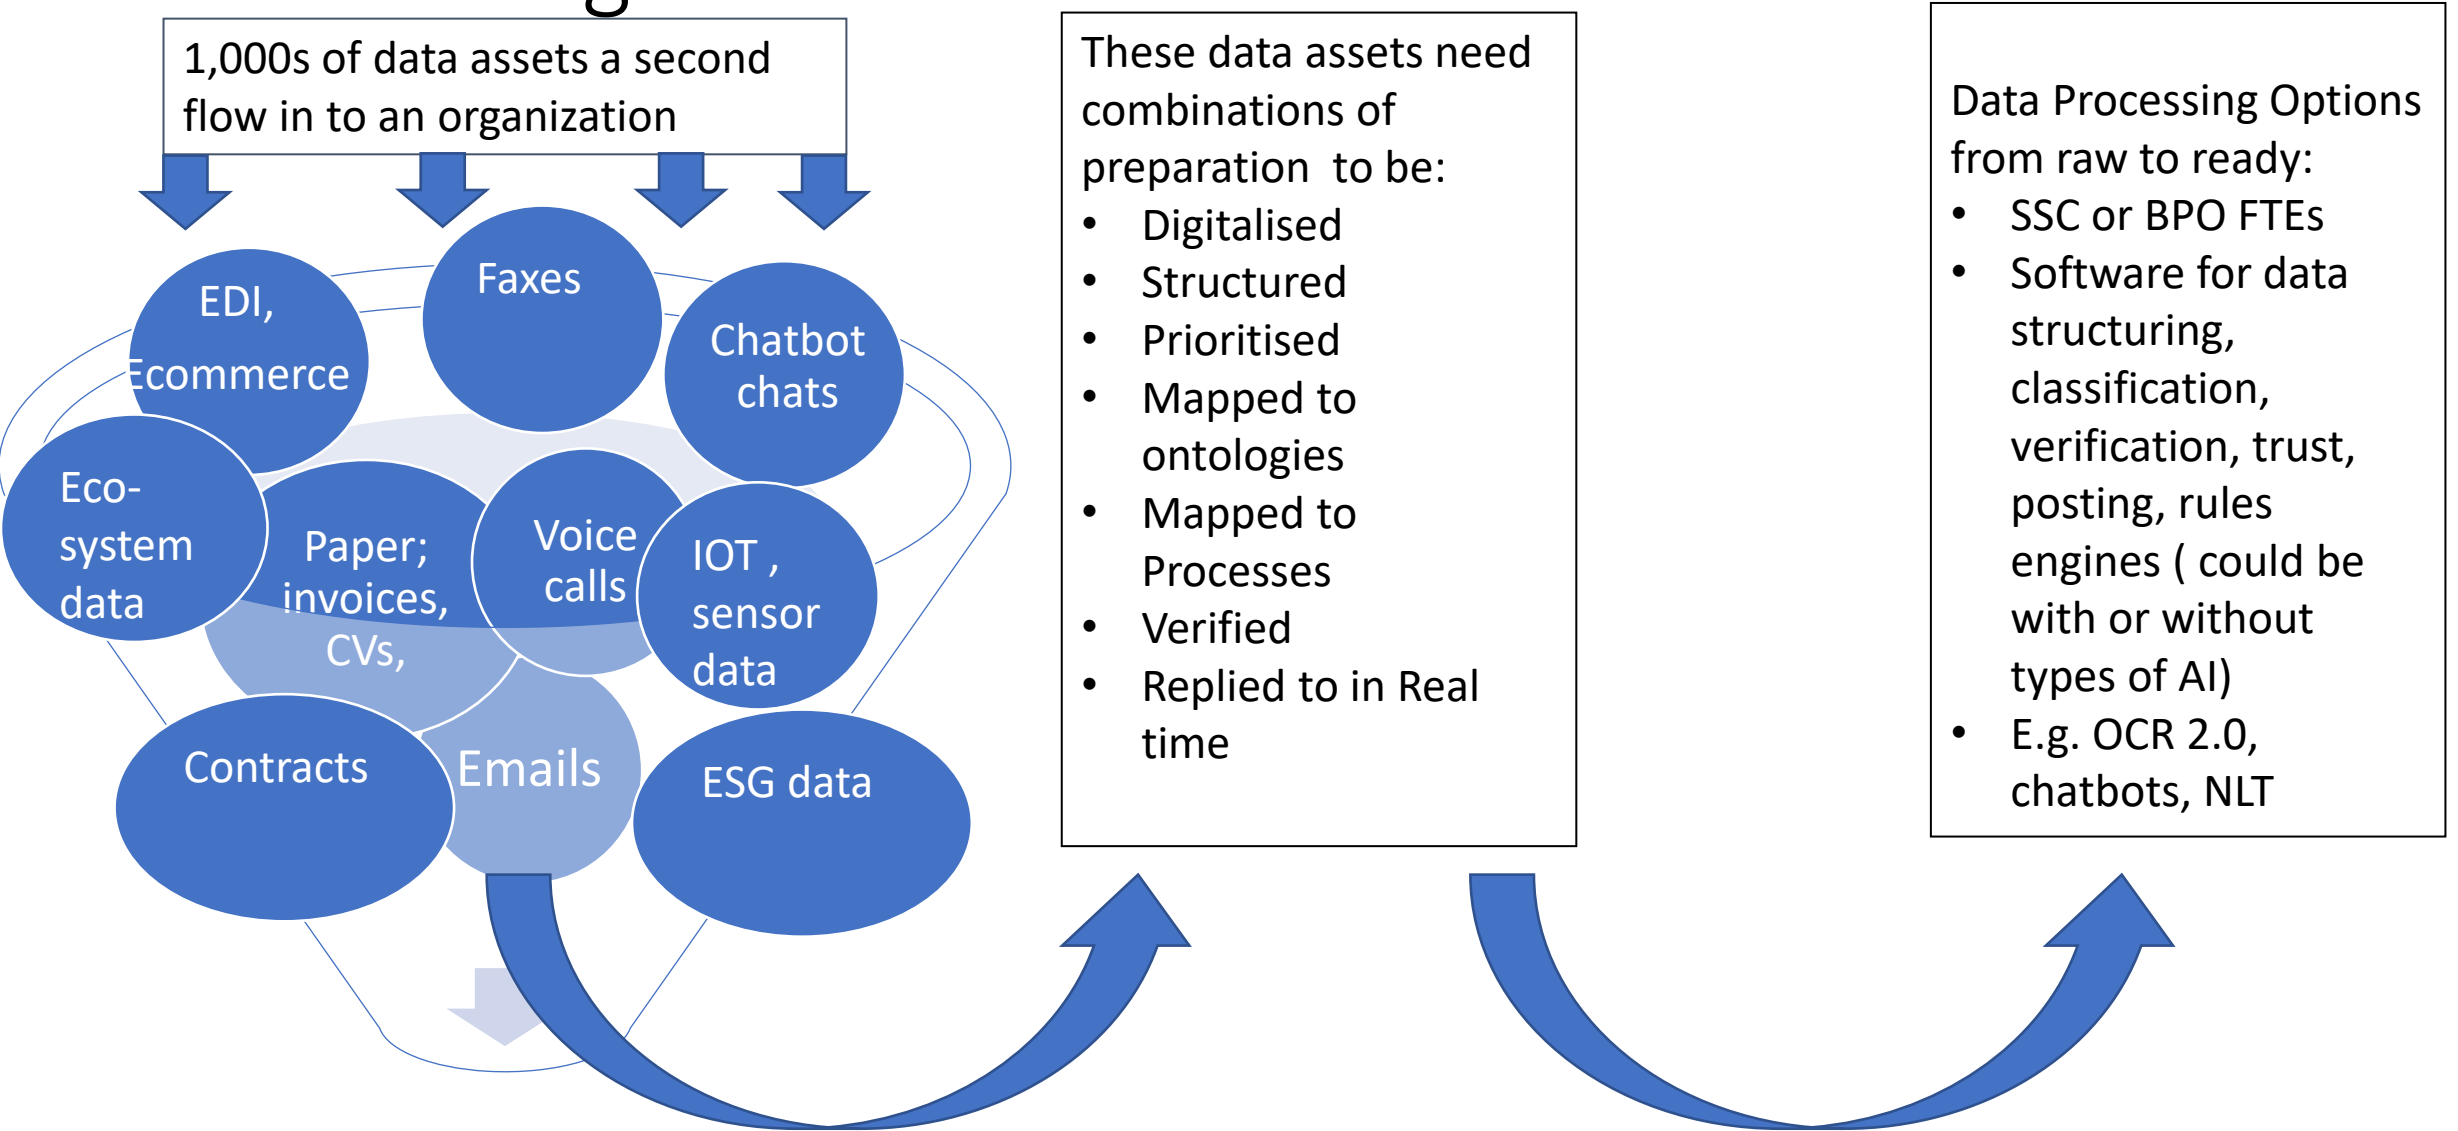 1,000s of data assets a second
flow in to an organization
EDI,
Ecommerce
Faxes
Chatbot
chats
Eco-
system
data
Paper;
invoices,
CVs,
Voice
calls
IOT ,
sensor
data
Contracts
Emails
ESG data
These data assets need
combinations of
preparation  to be:
• Digitalised
• Structured
• Prioritised
• Mapped to
ontologies
• Mapped to
Processes
• Verified
• Replied to in Real
time
Data Processing Options
from raw to ready:
• SSC or BPO FTEs
• Software for data
structuring,
classification,
verification, trust,
posting, rules
engines ( could be
with or without
types of AI)
• E.g. OCR 2.0,
chatbots, NLT